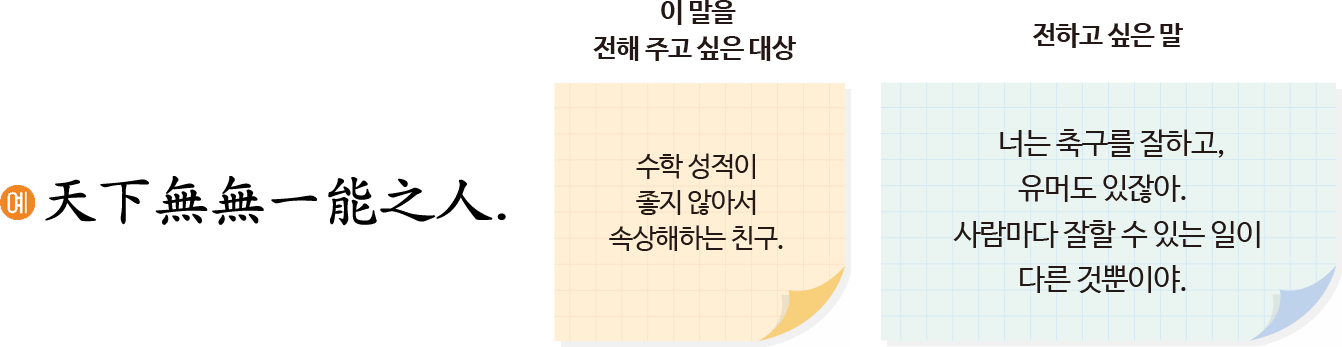 이 말을
전해 주고 싶은 대상
전하고 싶은 말
예 天下無無一能之人.
수학 성적이
좋지 않아서
속상해하는 친구.
너는 축구를 잘하고,
유머도 있잖아.
사람마다 잘할 수 있는 일이
다른 것뿐이야.